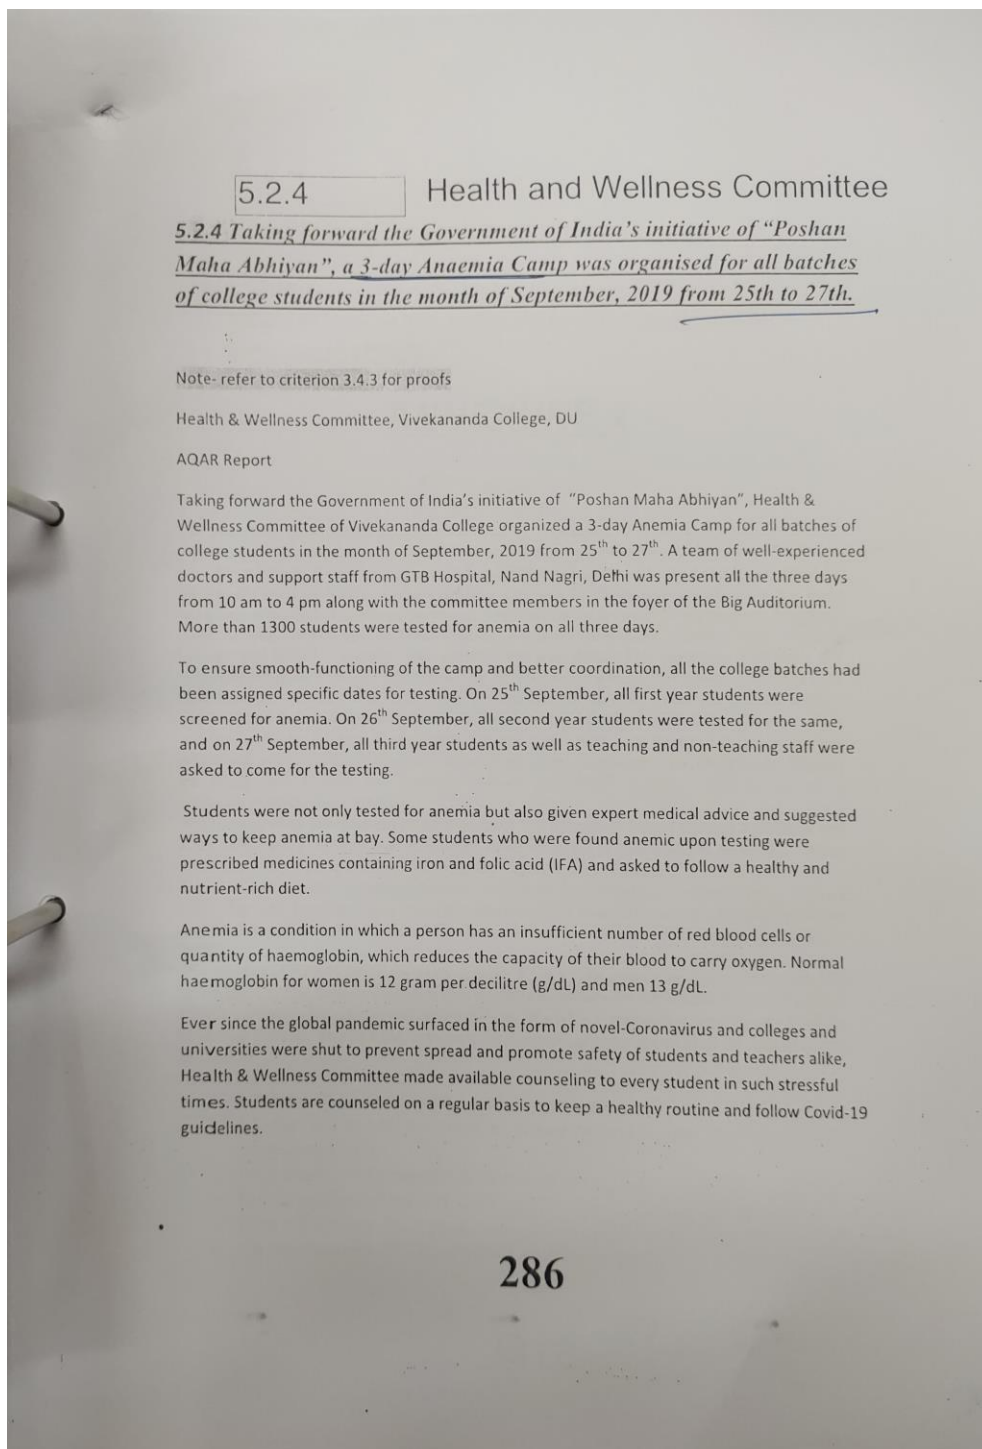 5.2.4 Health and Wellness Committee
5.2.4 Taking forward the Government of India's initiative of "Poshan
Maha Abhiyan", a 3-day Anaemia Camp was organised for all batches
of college students in the month of September, 2019 from 25th to 27th.
Note- refer to criterion 3.4.3 for proofs
Health & Wellness Committee, Vivekananda College, DU
AQAR Report
Taking forward the Government of India's initiative of "Poshan Maha Abhiyan", Health &
Wellness Committee of Vivekananda College organized a 3-day Anemia Camp for all batches of
college students in the month of September, 2019 from 25th to 27th. A team of well-experienced
doctors and support staff from GTB Hospital, Nand Nagri, Delhi was present all the three days
from 10 am to 4 pm along with the committee members in the foyer of the Big Auditorium.
More than 1300 students were tested for anemia on all three days.
To ensure smooth-functioning of the camp and better coordination, all the college batches had
been assigned specific dates for testing. On 25th September, all first year students were
screened for anemia. On 26th September, all second year students were tested for the same,
and on 27th September, all third year students as well as teaching and non-teaching staff were
asked to come for the testing.
Students were not only tested for anemia but also given expert medical advice and suggested
ways to keep anemia at bay. Some students who were found anemic upon testing were
prescribed medicines containing iron and folic acid (IFA) and asked to follow a healthy and
nutrient-rich diet.
Anemia is a condition in which a person has an insufficient number of red blood cells or
quantity of haemoglobin, which reduces the capacity of their blood to carry oxygen. Normal
haemoglobin for women is 12 gram per decilitre (g/dL) and men 13 g/dL.
Ever since the global pandemic surfaced in the form of novel-Coronavirus and colleges and
universities were shut to prevent spread and promote safety of students and teachers alike,
Health & Wellness Committee made available counseling to every student in such stressful
times. Students are counseled on a regular basis to keep a healthy routine and follow Covid-19
guidelines.
286